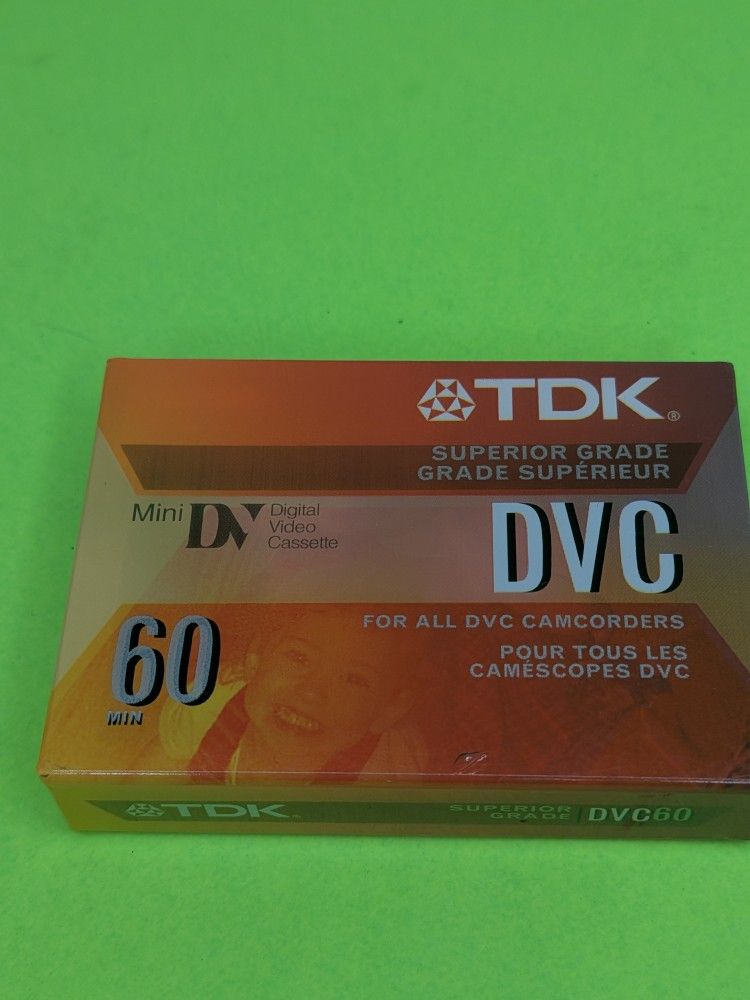 TDK®
SUPERIOR GRADE
GRADE SUPÉRIEUR
Mini DV Digital
Video
Cassette
DVC
FOR ALL DVC CAMCORDERS
POUR TOUS LES
CAMÉSCOPES DVC
60
MIN
TDK®
SUPERIOR
GRADE
DVC60